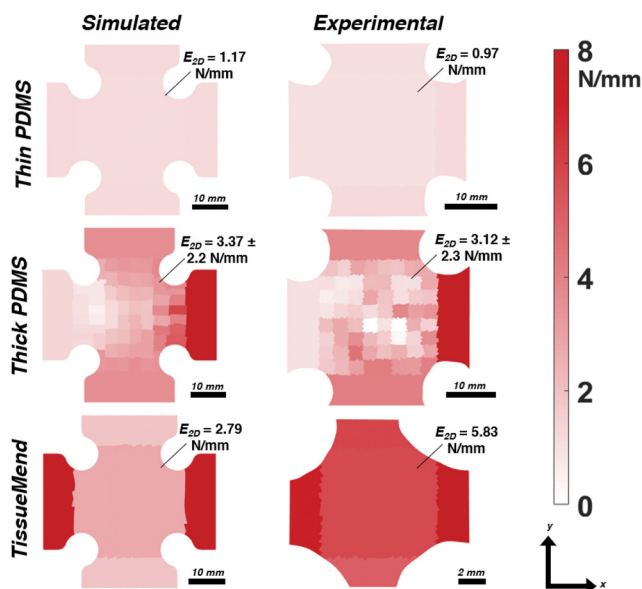 Simulated
Experimental
Thin PDMS
E2D = 1.17
N/mm
10 mm
E2D = 0.97
N/mm
10 mm
Thick PDMS
E2D = 3.37 ±
2.2 N/mm
10 mm
E2D = 3.12 ±
2.3 N/mm
10 mm
TissueMend
E2D = 2.79
N/mm
10 mm
E2D = 5.83
N/mm
2 mm
8
N/mm
6
4
2
0
y
x